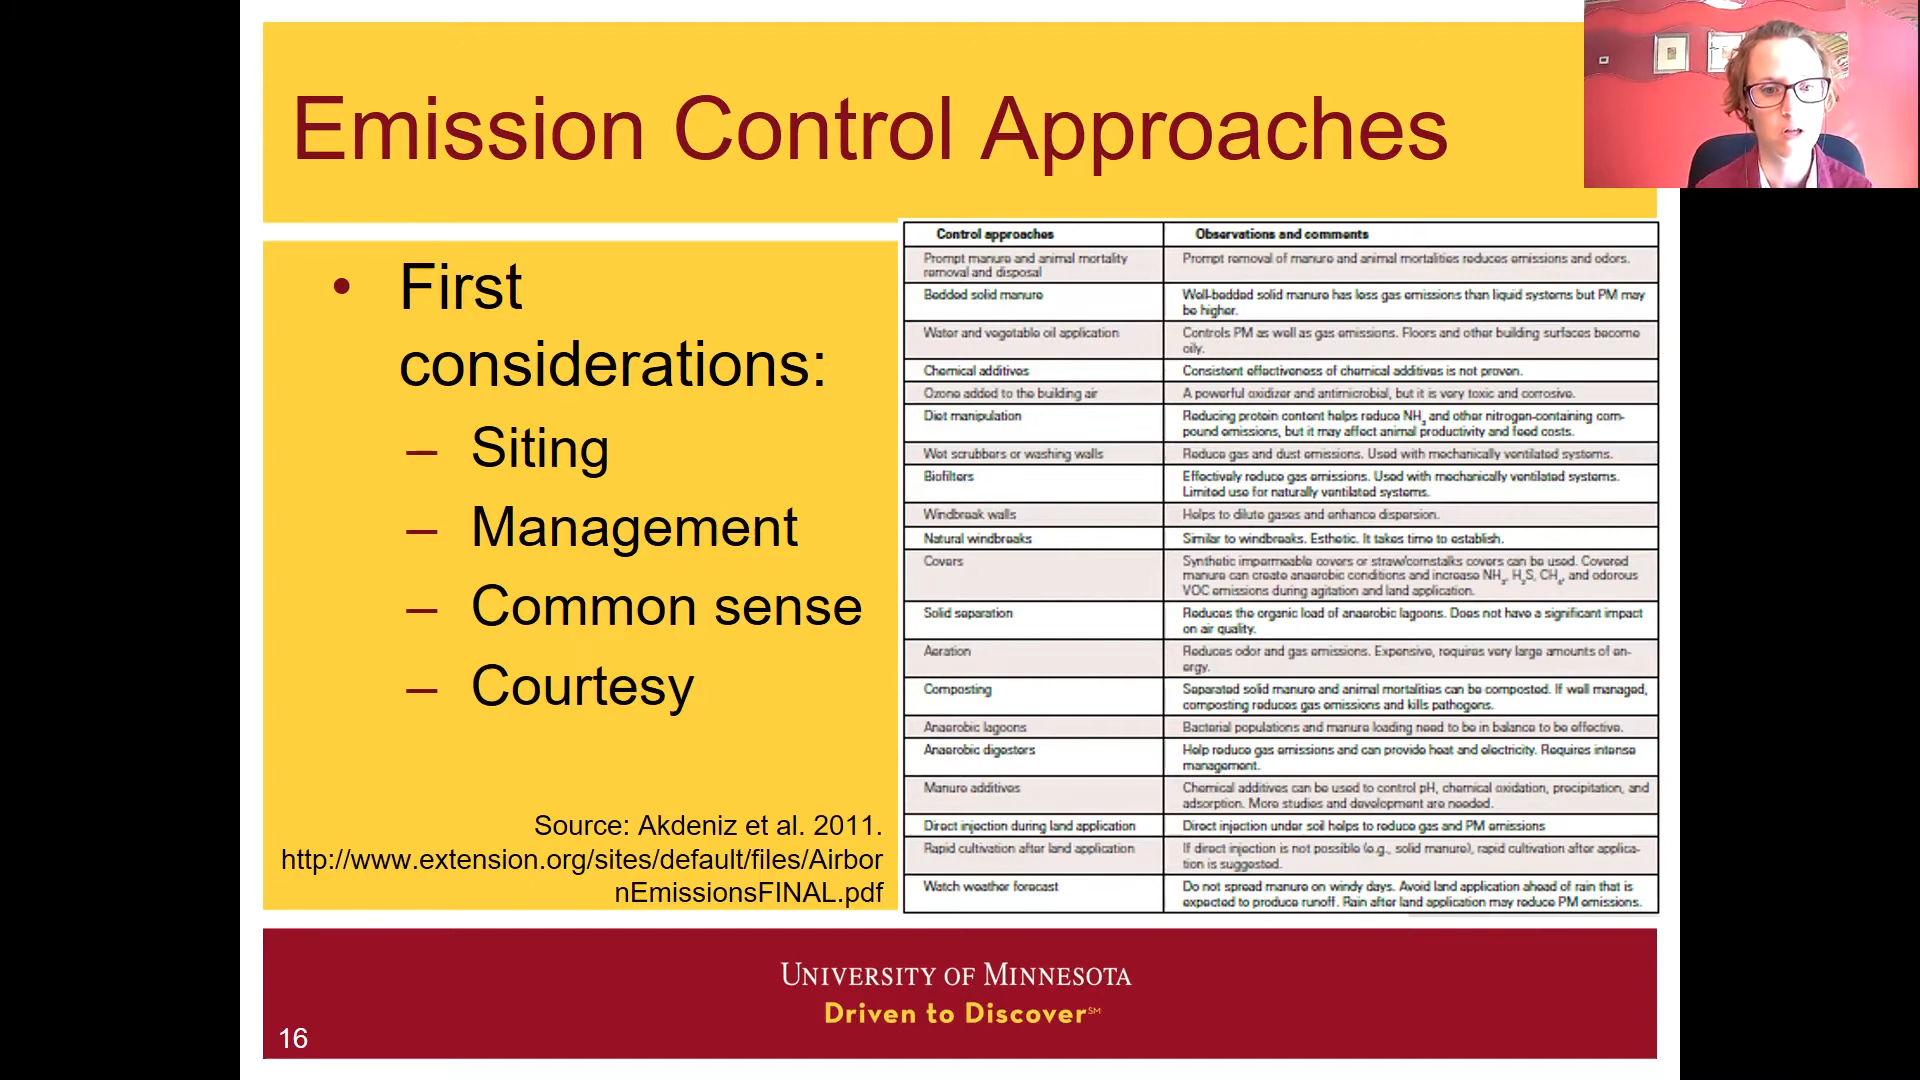 Emission Control Approaches
• First
considerations:
– Siting
– Management
– Common sense
– Courtesy
Source: Akdeniz et al. 2011.
http://www.extension.org/sites/default/files/Airbor
nEmissionsFINAL.pdf
Control approaches Observations and comments
Prompt manure and animal mortality Prompt removal of manure and animal mortalities reduces emissions and odors.
removal and disposal
Bedded solid manure Well-bedded solid manure has less gas emissions than liquid systems but PM may
be higher.
Water and vegetable oil application Controls PM as well as gas emissions. Floors and other building surfaces become
oily.
Chemical additives Consistent effectiveness of chemical additives is not proven.
Ozone added to the building air A powerful oxidizer and antimicrobial, but it is very toxic and corrosive.
Diet manipulation Reducing protein content helps reduce NH₃ and other nitrogen-containing com-
pound emissions, but it may affect animal productivity and feed costs.
Wet scrubbers or washing walls Reduce gas and dust emissions. Used with mechanically ventilated systems.
Biofilters Effectively reduce gas emissions. Used with mechanically ventilated systems.
Limited use for naturally ventilated systems.
Windbreak walls Helps to dilute gases and enhance dispersion.
Natural windbreaks Similar to windbreaks. Esthetic. It takes time to establish.
Covers Synthetic impermeable covers or straw/cornstalks covers can be used. Covered
manure can create anaerobic conditions and increase NH₃, H₂S, CH₄, and odorous
VOC emissions during agitation and land application.
Solid separation Reduces the organic load of anaerobic lagoons. Does not have a significant impact
on air quality.
Aeration Reduces odor and gas emissions. Expensive, requires very large amounts of en-
ergy.
Composting Separated solid manure and animal mortalities can be composted. If well managed,
composting reduces gas emissions and kills pathogens.
Anaerobic lagoons Bacterial populations and manure loading need to be in balance to be effective.
Anaerobic digesters Help reduce gas emissions and can provide heat and electricity. Requires intense
management.
Manure additives Chemical additives can be used to control pH, chemical oxidation, precipitation, and
adsorption. More studies and development are needed.
Direct injection during land application Direct injection under soil helps to reduce gas and PM emissions
Rapid cultivation after land application If direct injection is not possible (e.g., solid manure), rapid cultivation after applica-
tion is suggested.
Watch weather forecast Do not spread manure on windy days. Avoid land application ahead of rain that is
expected to produce runoff. Rain after land application may reduce PM emissions.
UNIVERSITY OF MINNESOTA
Driven to Discover℠
16